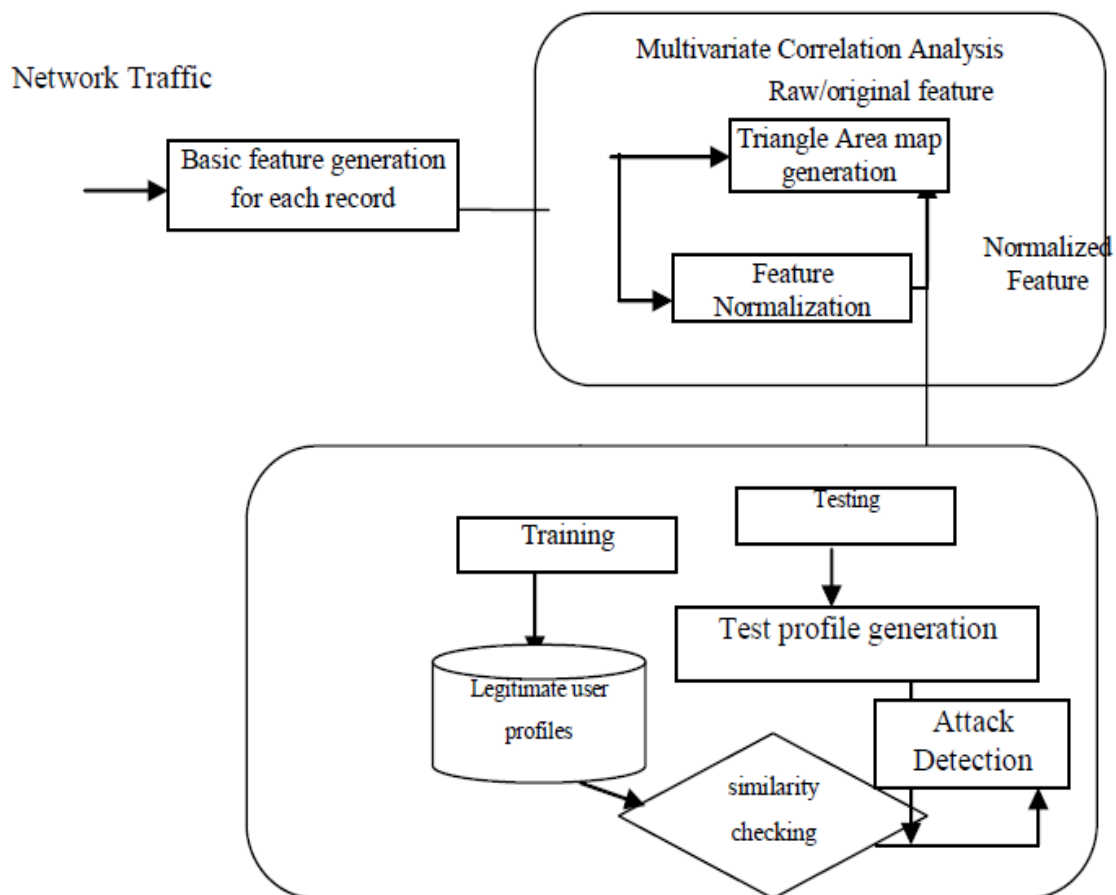 Multivariate Correlation Analysis
Network Traffic
Raw/original feature
Basic feature generation
for each record
Triangle Area map
generation
Feature
Normalization
Normalized
Feature
Training
Testing
Test profile generation
Legitimate user
profiles
Attack
Detection
similarity
checking